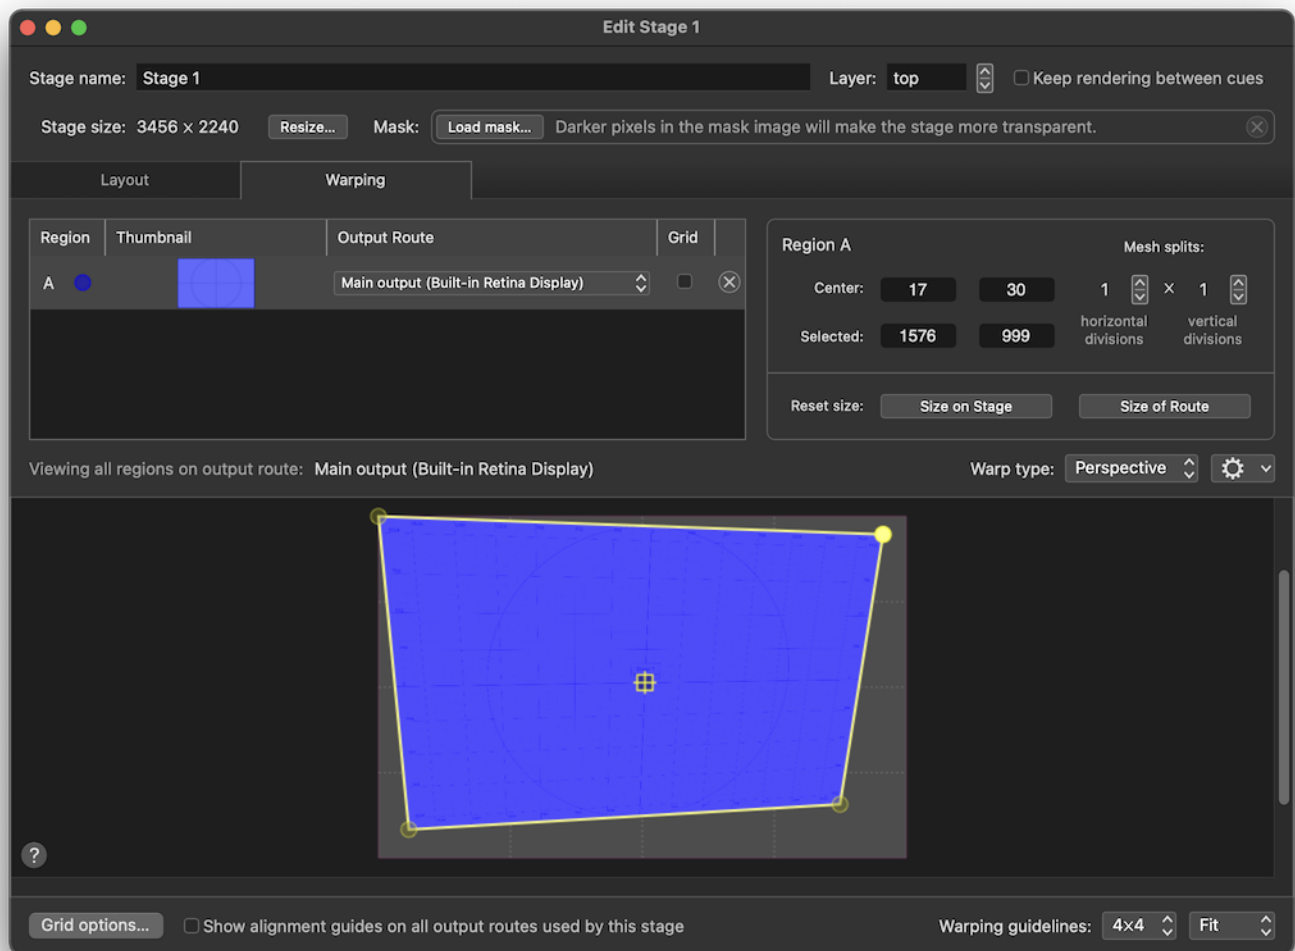 Edit Stage 1
Stage name: Stage 1 Layer: top Keep rendering between cues
Stage size: 3456 × 2240 Resize... Mask: Load mask... Darker pixels in the mask image will make the stage more transparent.
Layout Warping
Region Thumbnail Output Route Grid
A Main output (Built-in Retina Display)
Region A Mesh splits:
Center: 17 30 1 × 1
horizontal divisions vertical divisions
Selected: 1576 999
Reset size: Size on Stage Size of Route
Viewing all regions on output route: Main output (Built-in Retina Display) Warp type: Perspective
?
Grid options... Show alignment guides on all output routes used by this stage Warping guidelines: 4×4 Fit